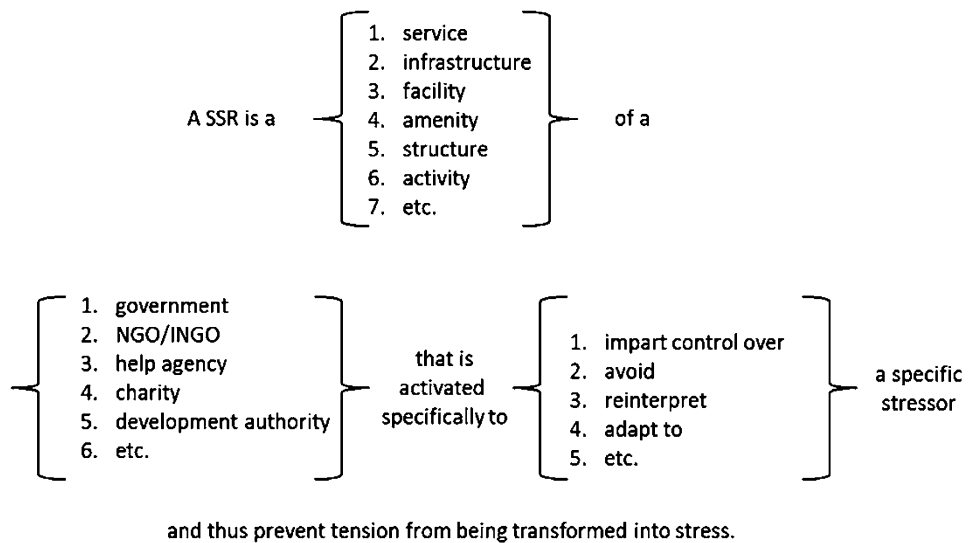 A SSR is a
1. service
2. infrastructure
3. facility
4. amenity
5. structure
6. activity
7. etc.
of a
1. government
2. NGO/INGO
3. help agency
4. charity
5. development authority
6. etc.
that is
activated
specifically to
1. impart control over
2. avoid
3. reinterpret
4. adapt to
5. etc.
a specific
stressor
and thus prevent tension from being transformed into stress.